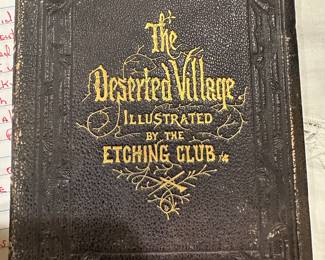 The
Deserted Village
ILLUSTRATED
BY THE
ETCHING CLUB